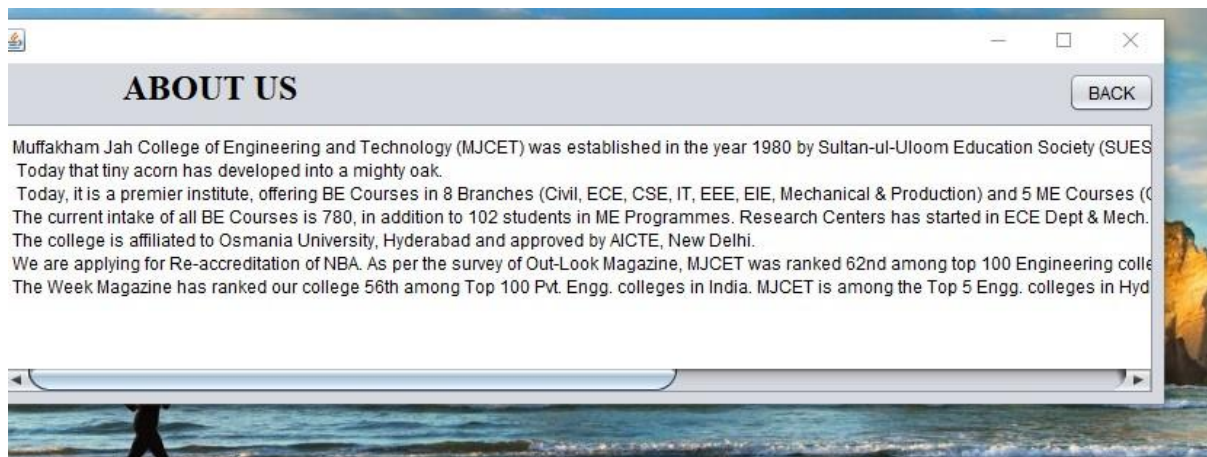 ABOUT US
BACK
Muffakham Jah College of Engineering and Technology (MJCET) was established in the year 1980 by Sultan-ul-Uloom Education Society (SUES
Today that tiny acorn has developed into a mighty oak.
Today, it is a premier institute, offering BE Courses in 8 Branches (Civil, ECE, CSE, IT, EEE, EIE, Mechanical & Production) and 5 ME Courses (
The current intake of all BE Courses is 780, in addition to 102 students in ME Programmes. Research Centers has started in ECE Dept & Mech.
The college is affiliated to Osmania University, Hyderabad and approved by AICTE, New Delhi.
We are applying for Re-accreditation of NBA. As per the survey of Out-Look Magazine, MJCET was ranked 62nd among top 100 Engineering colle
The Week Magazine has ranked our college 56th among Top 100 Pvt. Engg. colleges in India. MJCET is among the Top 5 Engg. colleges in Hyd